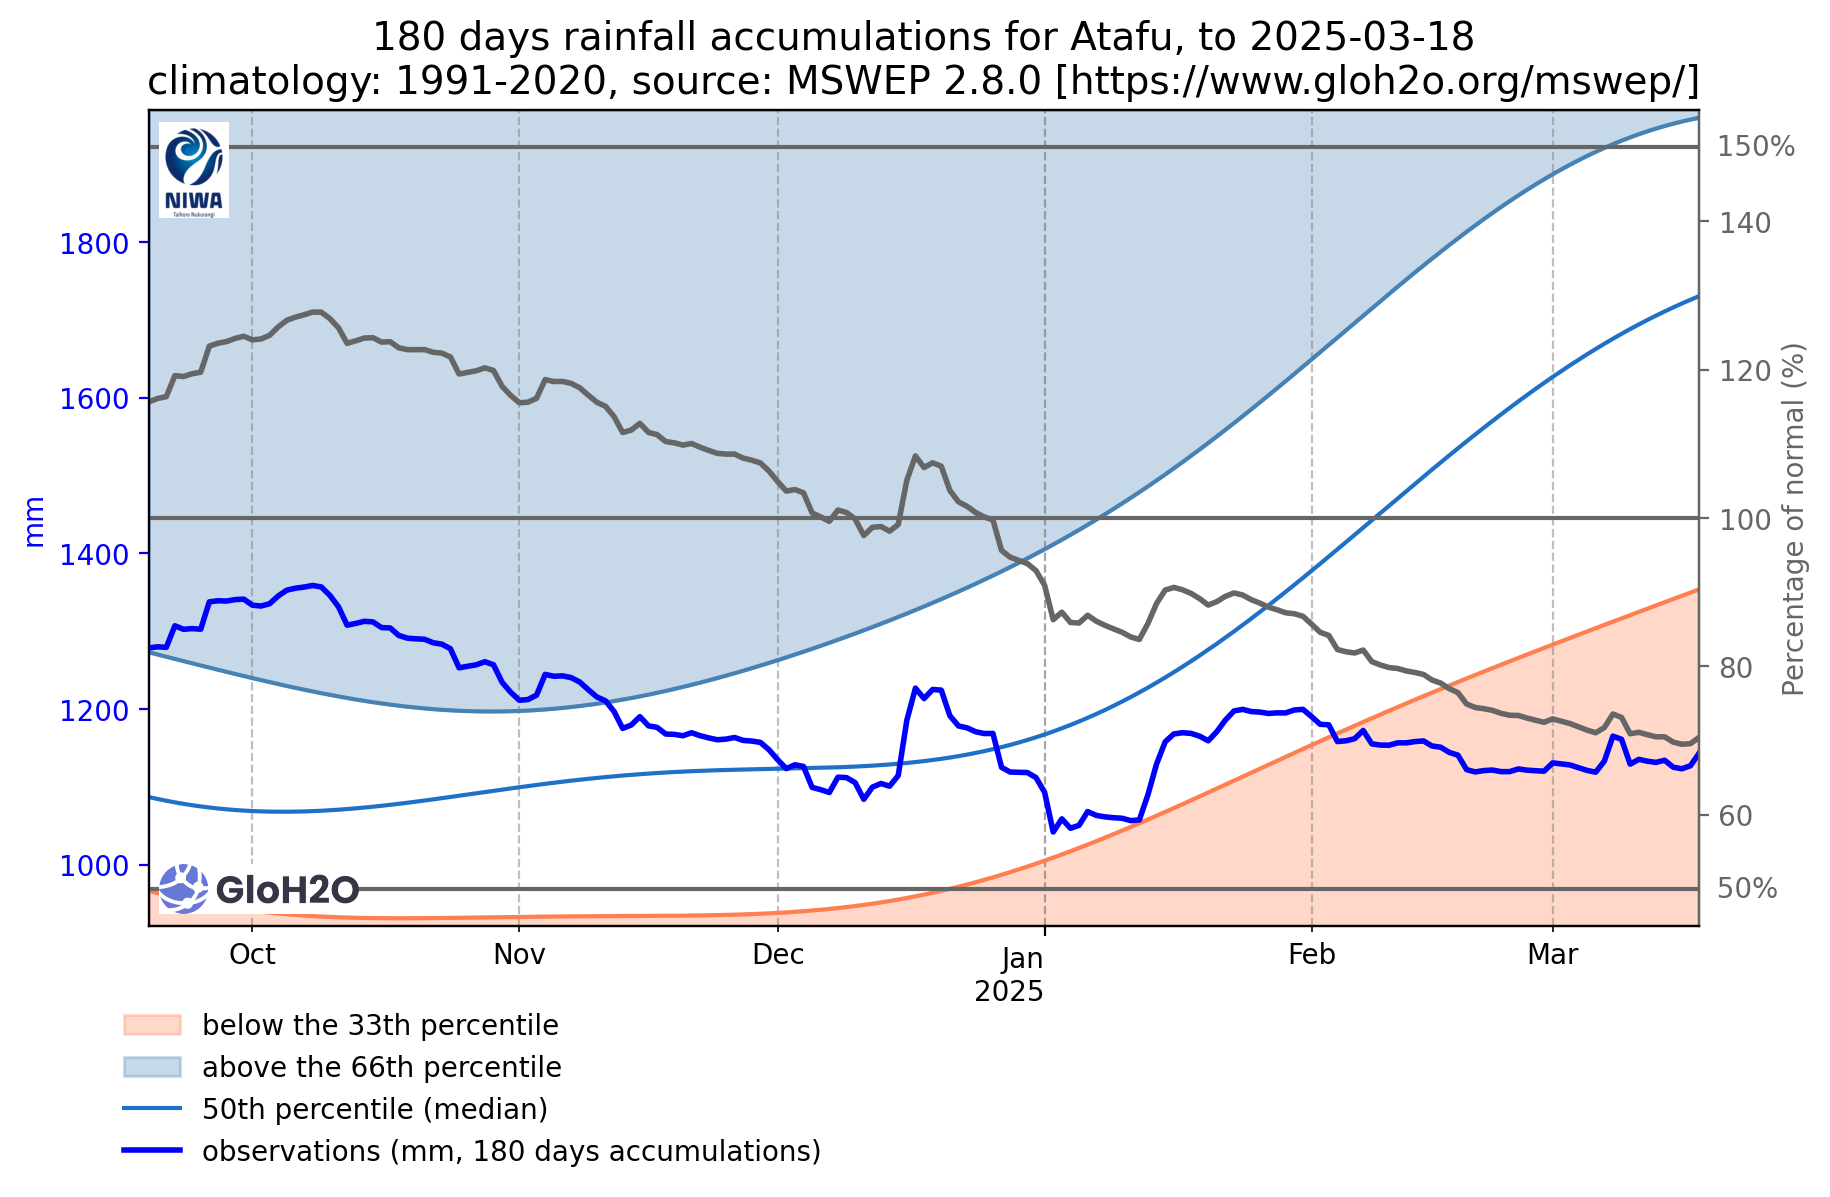 180 days rainfall accumulations for Atafu, to 2025-03-18
climatology: 1991-2020, source: MSWEP 2.8.0 [https://www.gloh2o.org/mswep/]
NIWA
Taihoro Nukurangi
mm
1800
1600
1400
1200
1000
150%
140
120
100
80
60
50%
Percentage of normal (%)
GloH2O
Oct
Nov
Dec
Jan
2025
Feb
Mar
below the 33th percentile
above the 66th percentile
50th percentile (median)
observations (mm, 180 days accumulations)